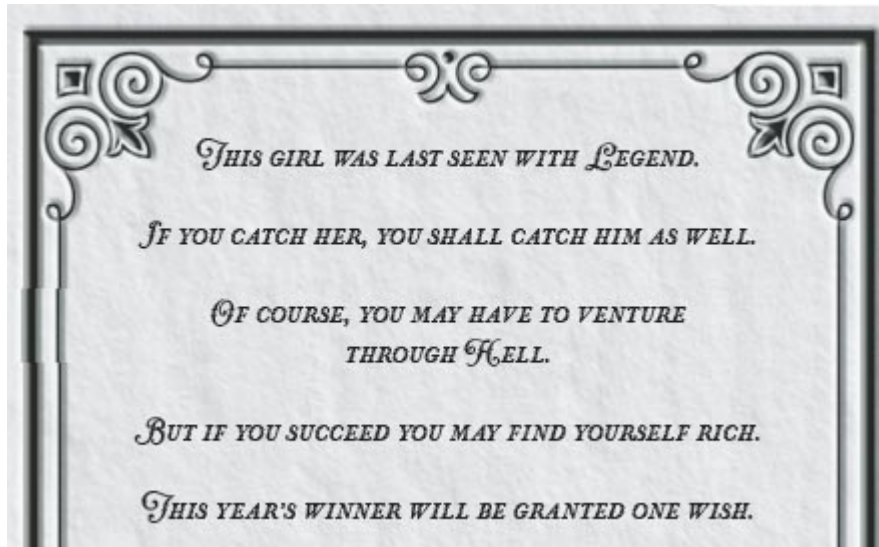 This girl was last seen with Legend.
If you catch her, you shall catch him as well.
Of course, you may have to venture
through Hell.
But if you succeed you may find yourself rich.
This year's winner will be granted one wish.